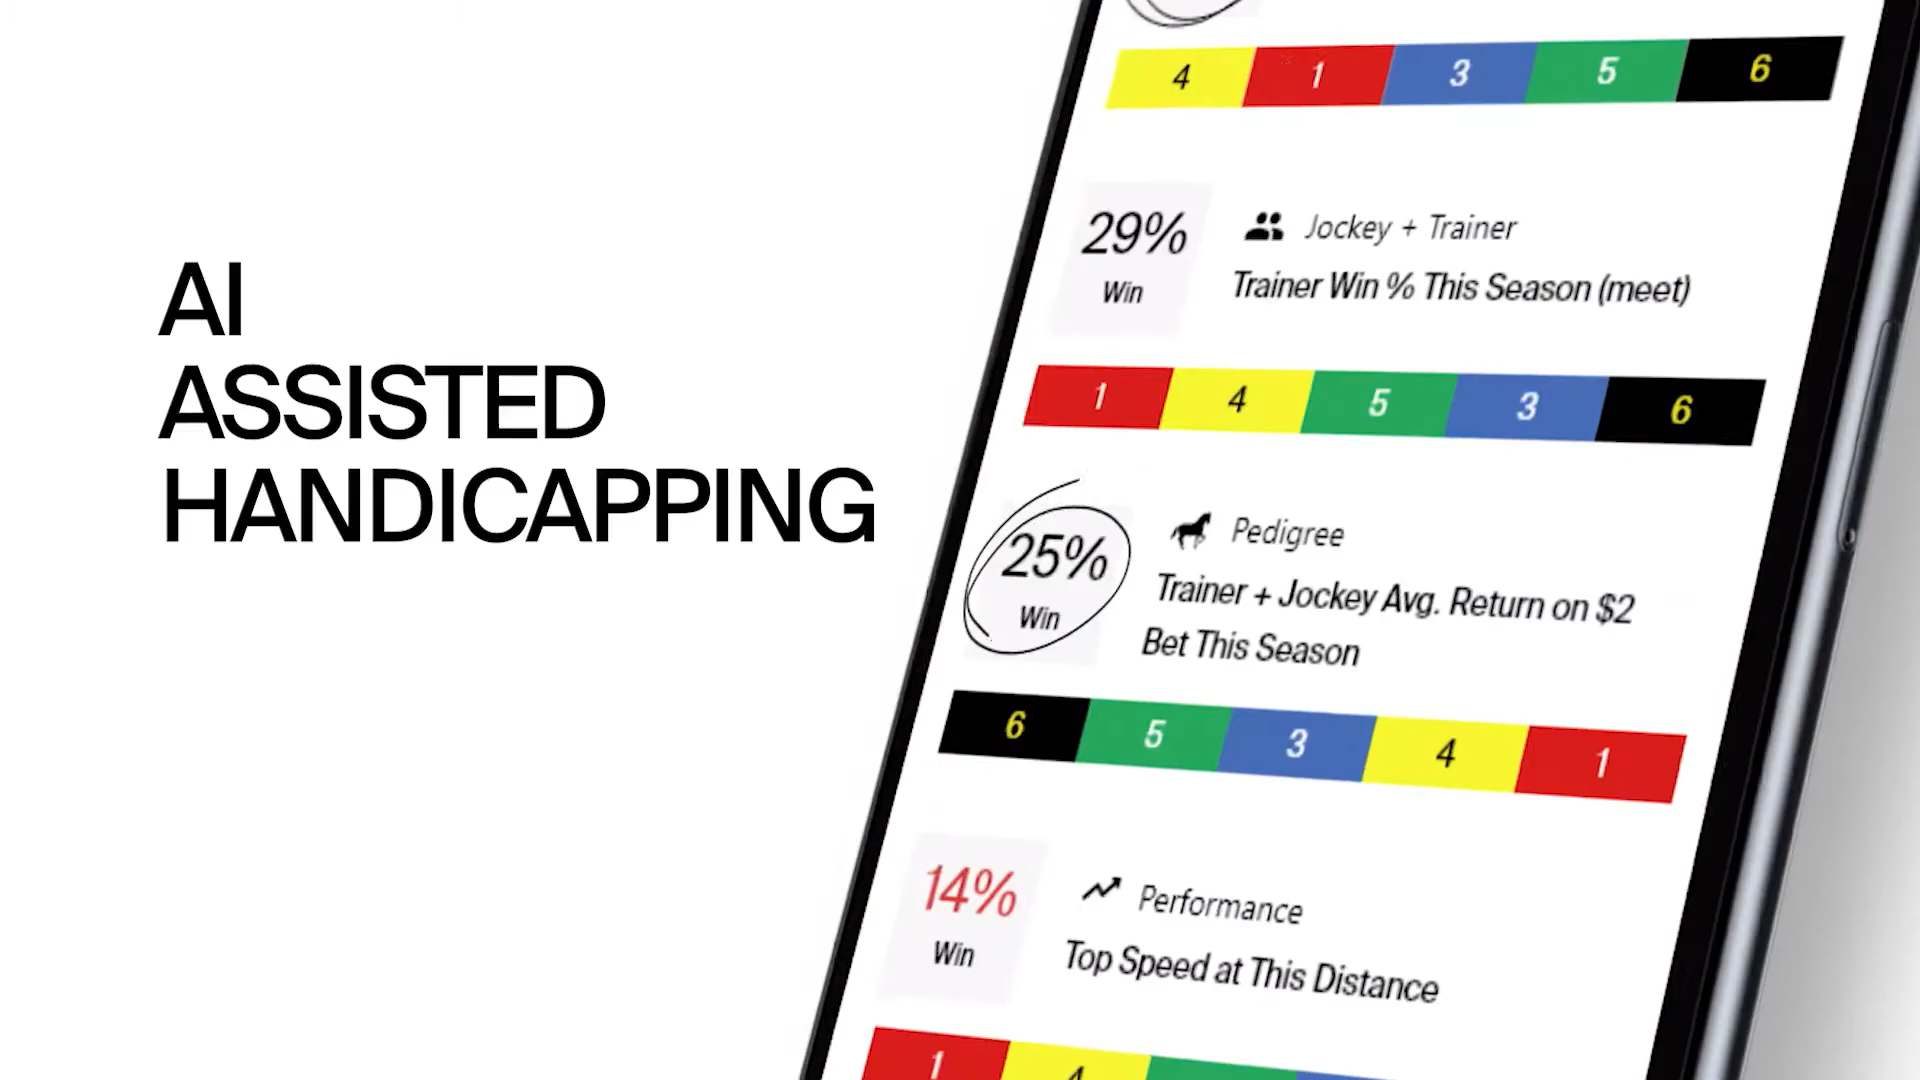 AI
ASSISTED
HANDICAPPING
4 1 3 5 6
29%
Win
Jockey + Trainer
Trainer Win % This Season (meet)
1 4 5 3 6
25%
Win
Pedigree
Trainer + Jockey Avg. Return on $2
Bet This Season
6 5 3 4 1
14%
Win
Performance
Top Speed at This Distance
1 4